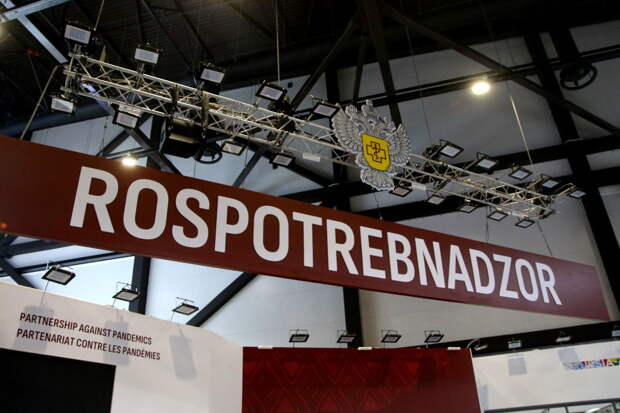 ROSPOTREBNADZOR
PARTNERSHIP AGAINST PANDEMICS
PARTENARIAT CONTRE LES PANDÉMIES